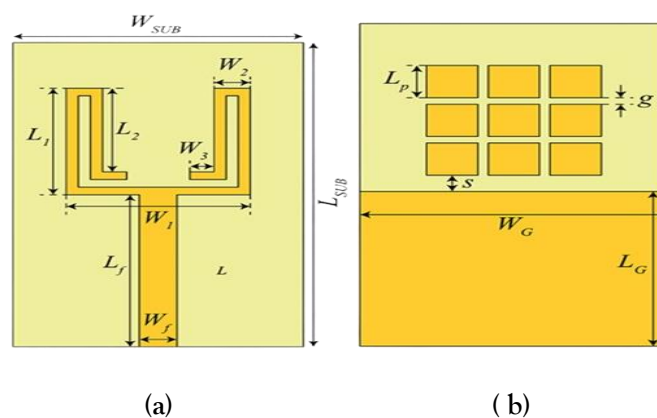 W_SUB
W_2
L_1
L_2
W_3
W_1
L_SUB
L_f
L
W_f
L_p
g
s
W_G
L_G
(a)
( b)